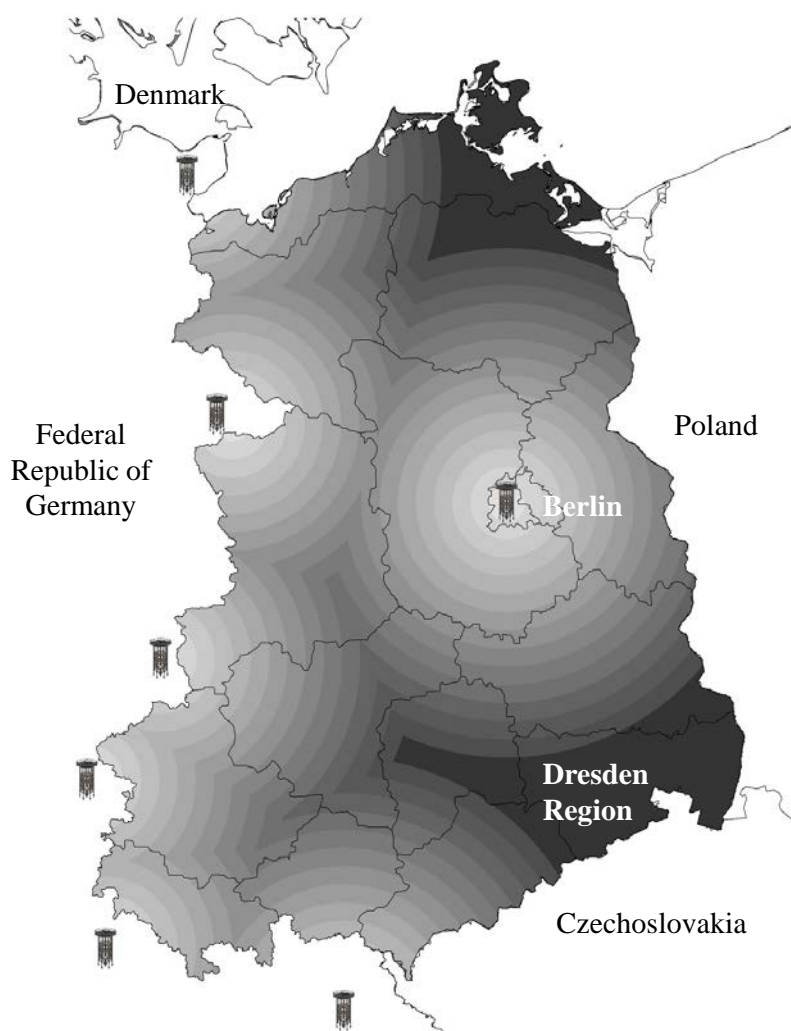 Denmark
Federal
Republic of
Germany
Poland
Berlin
Dresden
Region
Czechoslovakia